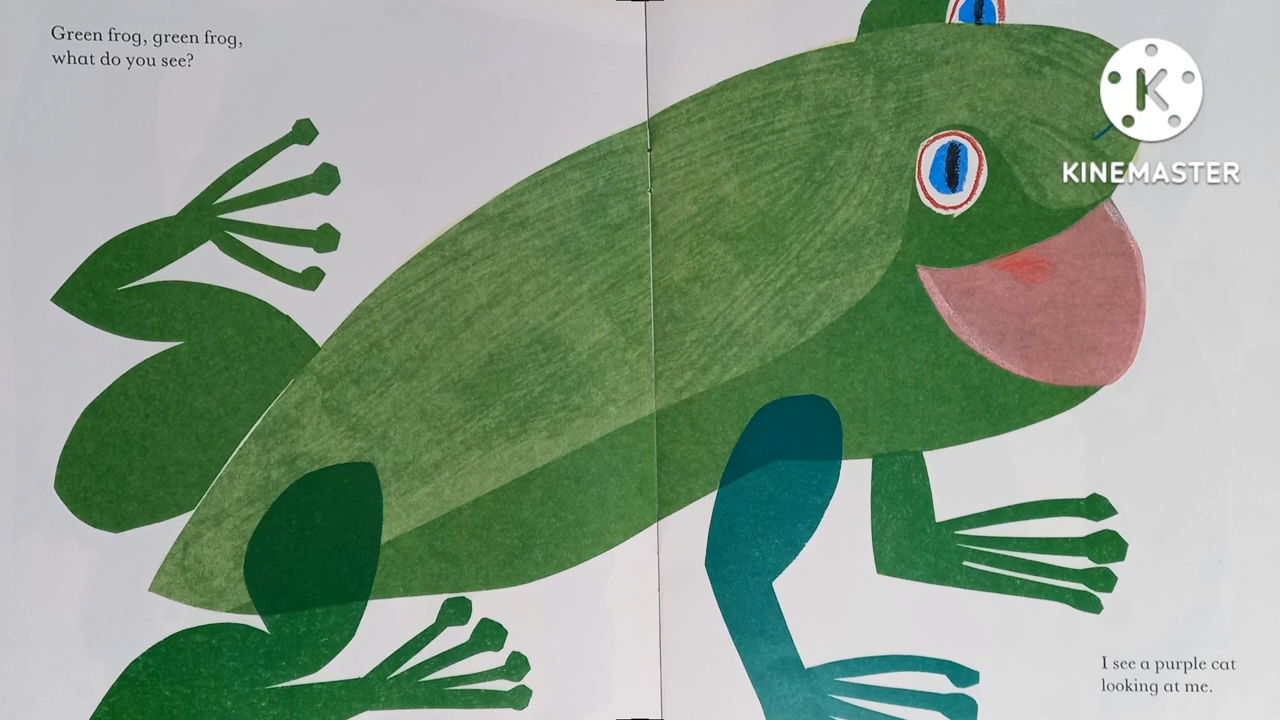 Green frog, green frog,
what do you see?
K
KINEMASTER
I see a purple cat
looking at me.